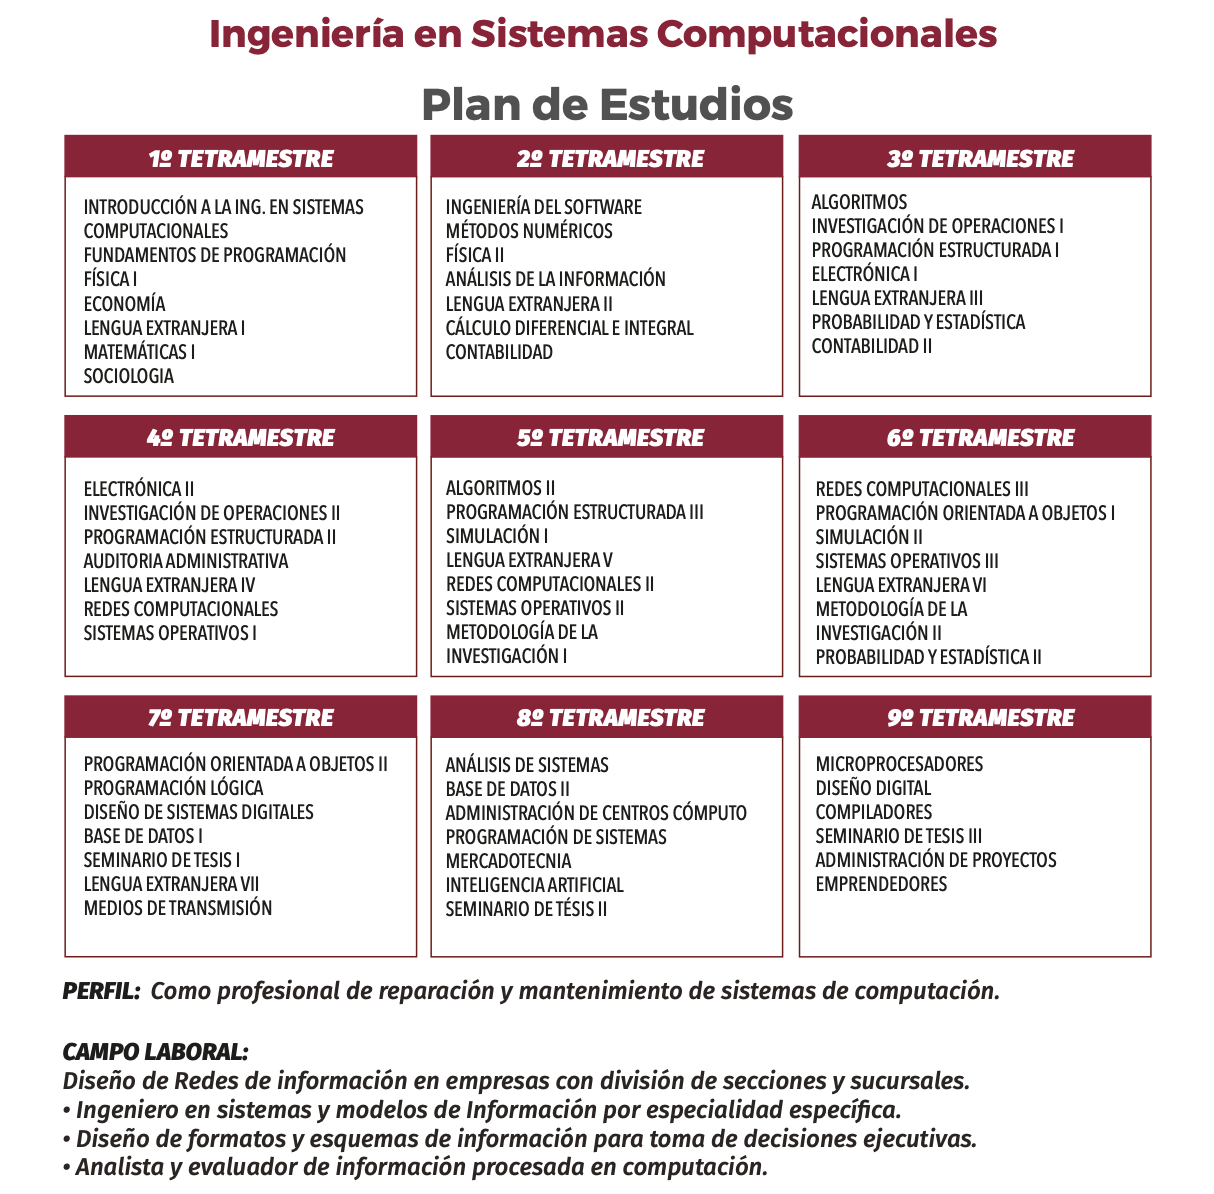 Ingeniería en Sistemas Computacionales
Plan de Estudios
1º TETRAMESTRE
INTRODUCCIÓN A LA ING. EN SISTEMAS
COMPUTACIONALES
FUNDAMENTOS DE PROGRAMACIÓN
FÍSICA I
ECONOMÍA
LENGUA EXTRANJERA I
MATEMÁTICAS I
SOCIOLOGIA
2º TETRAMESTRE
INGENIERÍA DEL SOFTWARE
MÉTODOS NUMÉRICOS
FÍSICA II
ANÁLISIS DE LA INFORMACIÓN
LENGUA EXTRANJERA II
CÁLCULO DIFERENCIAL E INTEGRAL
CONTABILIDAD
3º TETRAMESTRE
ALGORITMOS
INVESTIGACIÓN DE OPERACIONES I
PROGRAMACIÓN ESTRUCTURADA I
ELECTRÓNICA I
LENGUA EXTRANJERA III
PROBABILIDAD Y ESTADÍSTICA
CONTABILIDAD II
4º TETRAMESTRE
ELECTRÓNICA II
INVESTIGACIÓN DE OPERACIONES II
PROGRAMACIÓN ESTRUCTURADA II
AUDITORIA ADMINISTRATIVA
LENGUA EXTRANJERA IV
REDES COMPUTACIONALES
SISTEMAS OPERATIVOS I
5º TETRAMESTRE
ALGORITMOS II
PROGRAMACIÓN ESTRUCTURADA III
SIMULACIÓN I
LENGUA EXTRANJERA V
REDES COMPUTACIONALES II
SISTEMAS OPERATIVOS II
METODOLOGÍA DE LA
INVESTIGACIÓN I
6º TETRAMESTRE
REDES COMPUTACIONALES III
PROGRAMACIÓN ORIENTADA A OBJETOS I
SIMULACIÓN II
SISTEMAS OPERATIVOS III
LENGUA EXTRANJERA VI
METODOLOGÍA DE LA
INVESTIGACIÓN II
PROBABILIDAD Y ESTADÍSTICA II
7º TETRAMESTRE
PROGRAMACIÓN ORIENTADA A OBJETOS II
PROGRAMACIÓN LÓGICA
DISEÑO DE SISTEMAS DIGITALES
BASE DE DATOS I
SEMINARIO DE TESIS I
LENGUA EXTRANJERA VII
MEDIOS DE TRANSMISIÓN
8º TETRAMESTRE
ANÁLISIS DE SISTEMAS
BASE DE DATOS II
ADMINISTRACIÓN DE CENTROS CÓMPUTO
PROGRAMACIÓN DE SISTEMAS
MERCADOTECNIA
INTELIGENCIA ARTIFICIAL
SEMINARIO DE TÉSIS II
9º TETRAMESTRE
MICROPROCESADORES
DISEÑO DIGITAL
COMPILADORES
SEMINARIO DE TESIS III
ADMINISTRACIÓN DE PROYECTOS
EMPRENDEDORES
PERFIL: Como profesional de reparación y mantenimiento de sistemas de computación.
CAMPO LABORAL:
Diseño de Redes de información en empresas con división de secciones y sucursales.
• Ingeniero en sistemas y modelos de Información por especialidad específica.
• Diseño de formatos y esquemas de información para toma de decisiones ejecutivas.
• Analista y evaluador de información procesada en computación.